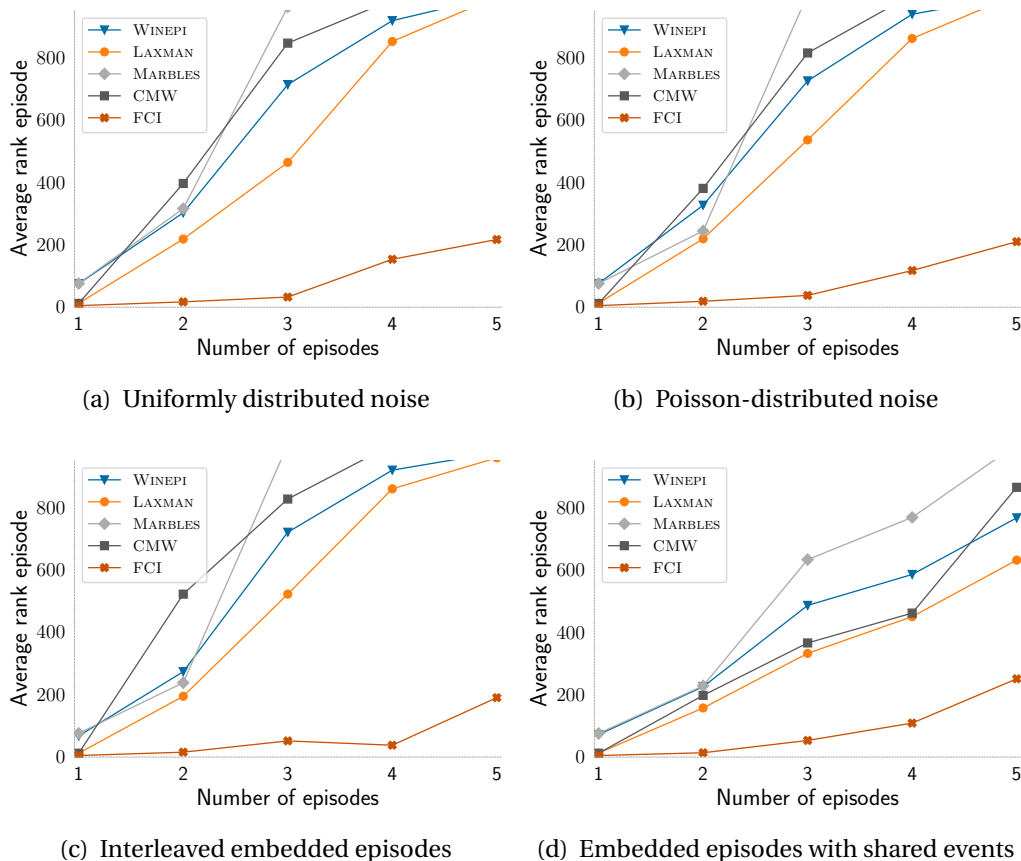 Average rank episode
800
600
400
200
0
WINEPI
LAXMAN
MARBLES
CMW
FCI
1 2 3 4 5
Number of episodes
(a) Uniformly distributed noise
Average rank episode
800
600
400
200
0
WINEPI
LAXMAN
MARBLES
CMW
FCI
1 2 3 4 5
Number of episodes
(b) Poisson-distributed noise
Average rank episode
800
600
400
200
0
WINEPI
LAXMAN
MARBLES
CMW
FCI
1 2 3 4 5
Number of episodes
(c) Interleaved embedded episodes
Average rank episode
800
600
400
200
0
WINEPI
LAXMAN
MARBLES
CMW
FCI
1 2 3 4 5
Number of episodes
(d) Embedded episodes with shared events